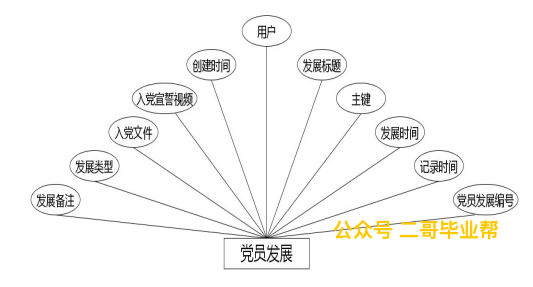 用户
创建时间
发展标题
入党宣誓视频
主键
入党文件
发展时间
发展类型
记录时间
发展备注
党员发展编号
公众号 二哥毕业帮
党员发展